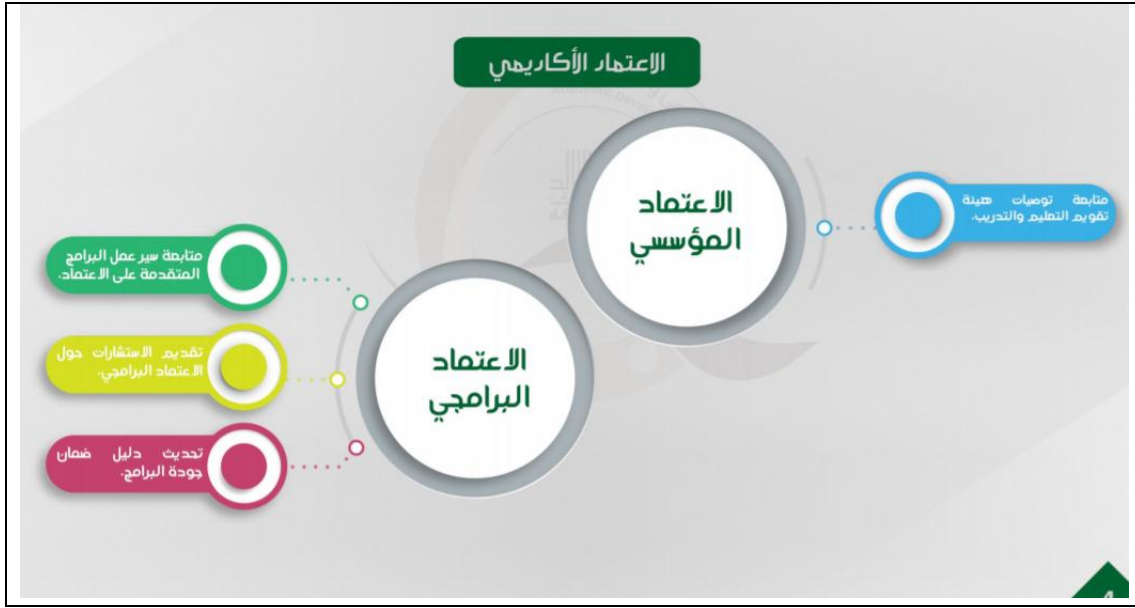 الاعتماد الأكاديمي
الاعتماد
المؤسسي
متابعة توصيات هيئة
تقويم التعليم والتدريب.
الاعتماد
البرامجي
متابعة سير عمل البرامج
المتقدمة على الاعتماد.
تقديم الاستشارات حول
الاعتماد البرامجي.
تحديث دليل ضمان
جودة البرامج.
4